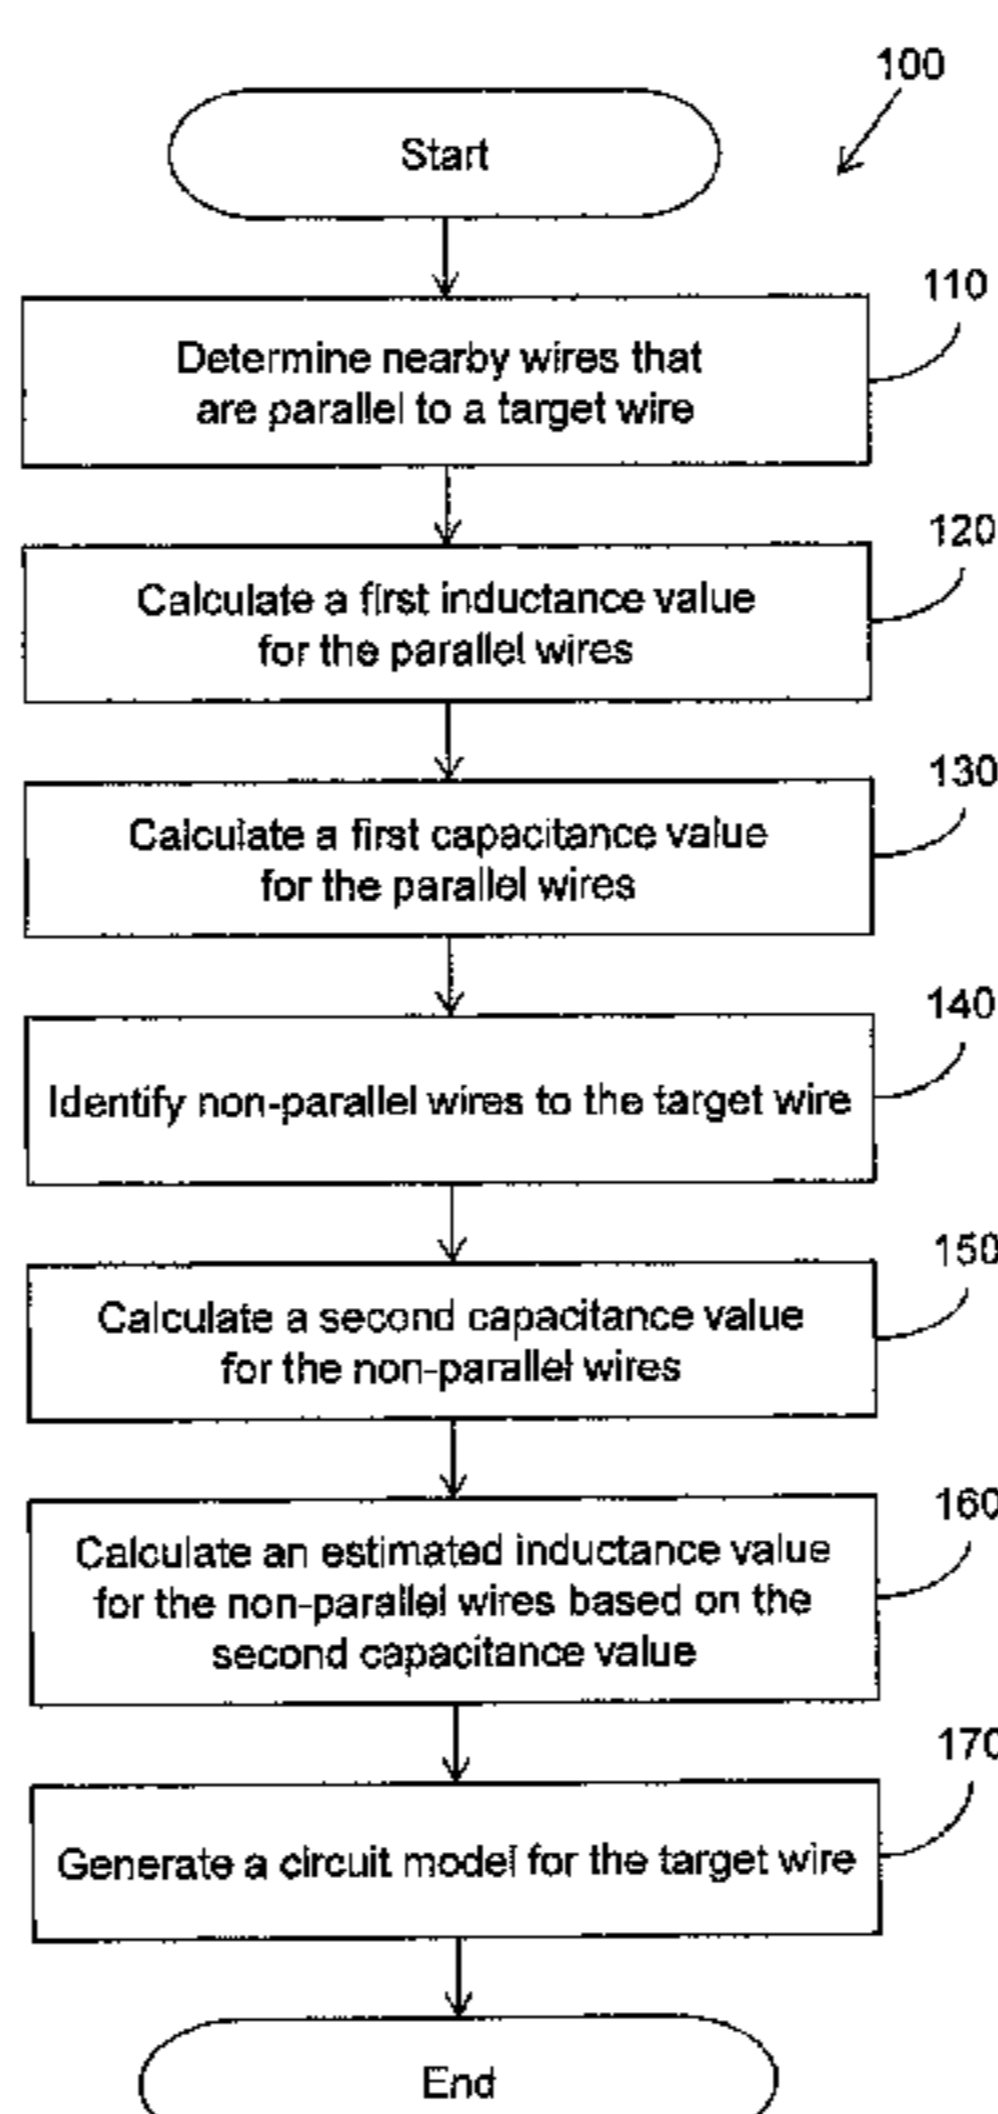 100
Start
110
Determine nearby wires that
are parallel to a target wire
120
Calculate a first inductance value
for the parallel wires
130
Calculate a first capacitance value
for the parallel wires
140
Identify non-parallel wires to the target wire
150
Calculate a second capacitance value
for the non-parallel wires
160
Calculate an estimated inductance value
for the non-parallel wires based on the
second capacitance value
170
Generate a circuit model for the target wire
End